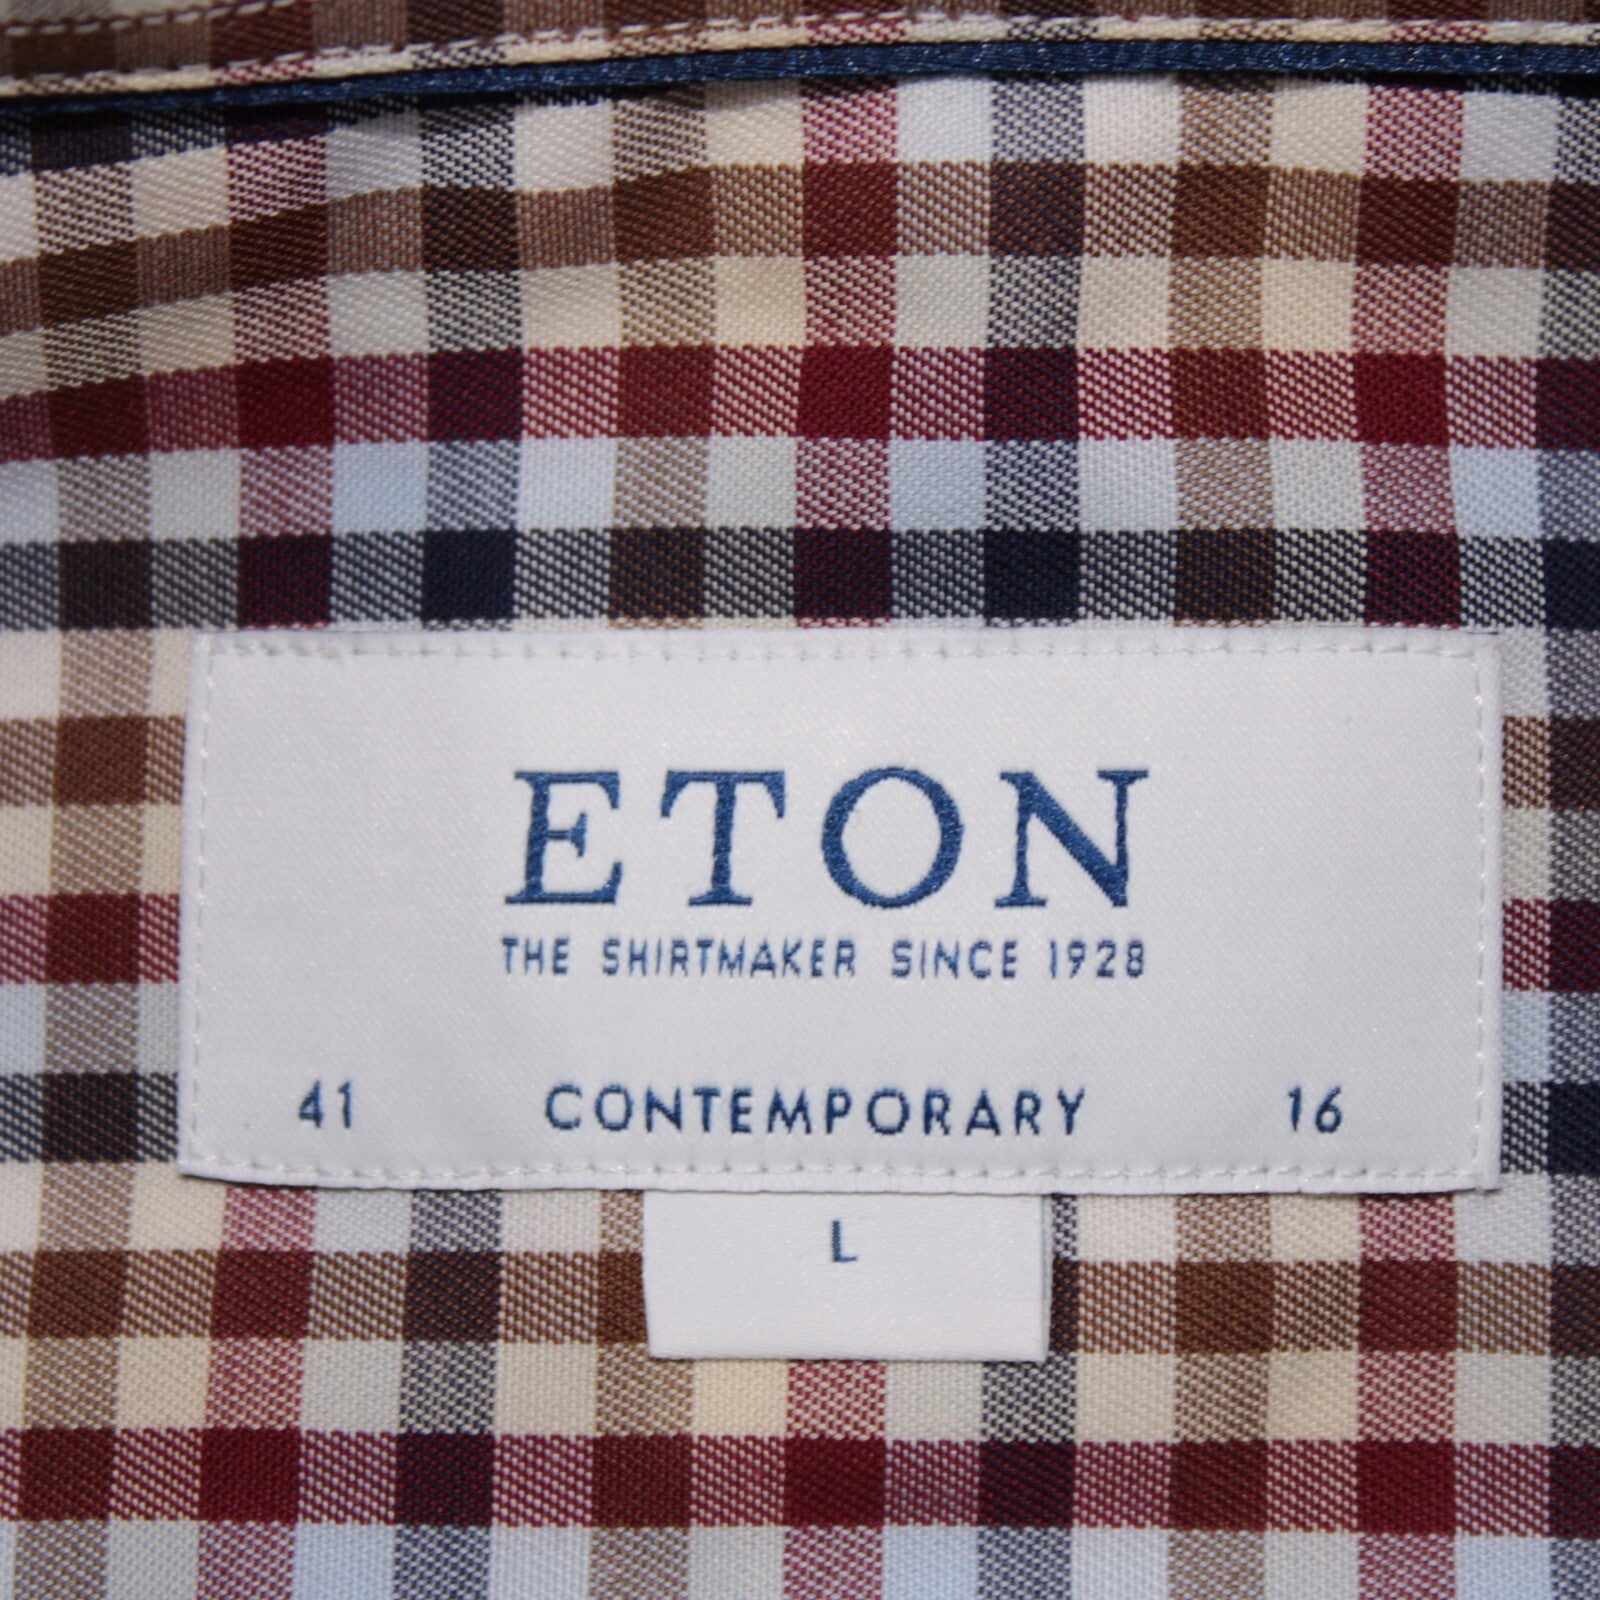 ETON
THE SHIRTMAKER SINCE 1928
41 CONTEMPORARY 16
L